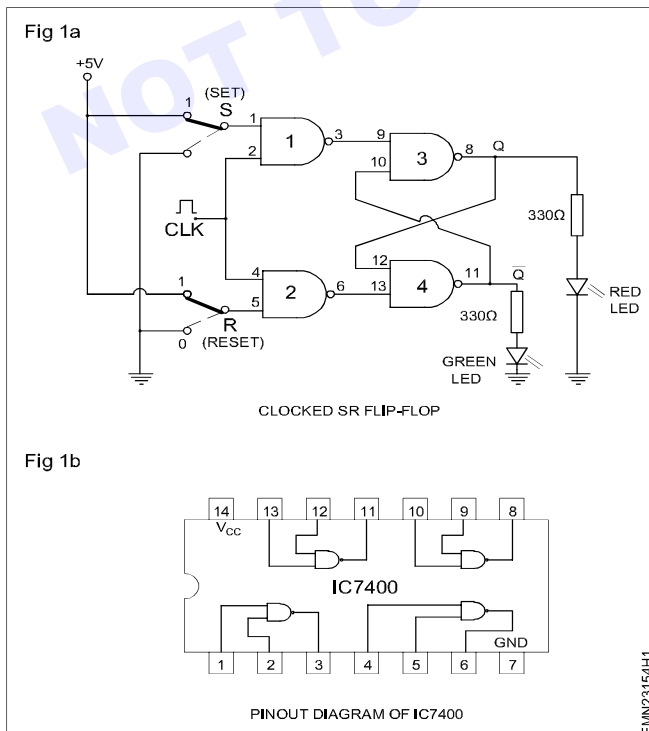 NOT TO
Fig 1a
+5V
(SET)
1 S 1 1 3 9 3 8 Q
2 10
330Ω
CLK
12
4 4 11 Q̅
1 2 6 13
5
330Ω RED
LED
R
0 (RESET)
GREEN
LED
CLOCKED SR FLIP-FLOP
Fig 1b
14 13 12 11 10 9 8
VCC
IC7400
GND
1 2 3 4 5 6 7
PINOUT DIAGRAM OF IC7400
EMN23154H1